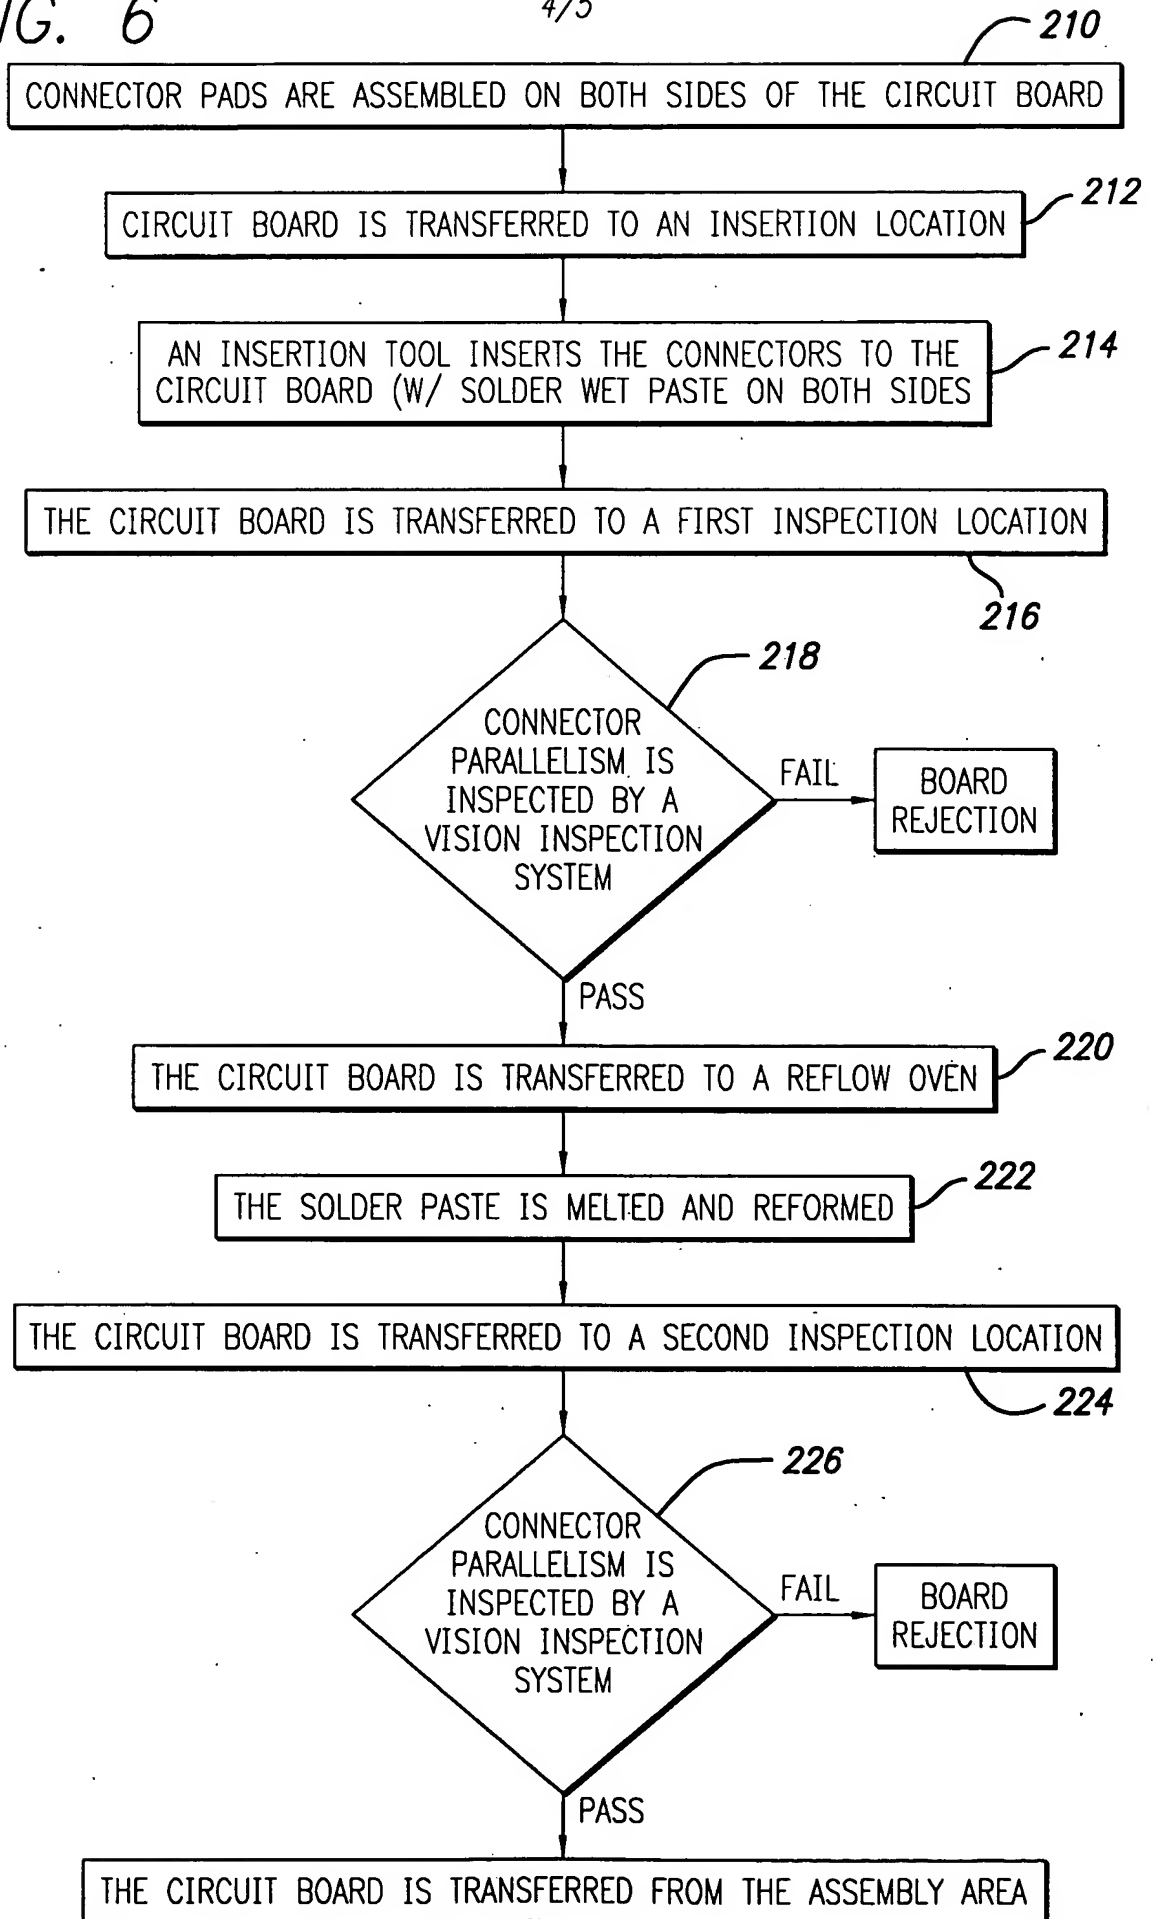 IG. 6
4/5
210
CONNECTOR PADS ARE ASSEMBLED ON BOTH SIDES OF THE CIRCUIT BOARD
212
CIRCUIT BOARD IS TRANSFERRED TO AN INSERTION LOCATION
214
AN INSERTION TOOL INSERTS THE CONNECTORS TO THE
CIRCUIT BOARD (W/ SOLDER WET PASTE ON BOTH SIDES
THE CIRCUIT BOARD IS TRANSFERRED TO A FIRST INSPECTION LOCATION
216
218
CONNECTOR
PARALLELISM IS
INSPECTED BY A
VISION INSPECTION
SYSTEM
FAIL
BOARD
REJECTION
PASS
220
THE CIRCUIT BOARD IS TRANSFERRED TO A REFLOW OVEN
222
THE SOLDER PASTE IS MELTED AND REFORMED
THE CIRCUIT BOARD IS TRANSFERRED TO A SECOND INSPECTION LOCATION
224
226
CONNECTOR
PARALLELISM IS
INSPECTED BY A
VISION INSPECTION
SYSTEM
FAIL
BOARD
REJECTION
PASS
THE CIRCUIT BOARD IS TRANSFERRED FROM THE ASSEMBLY AREA